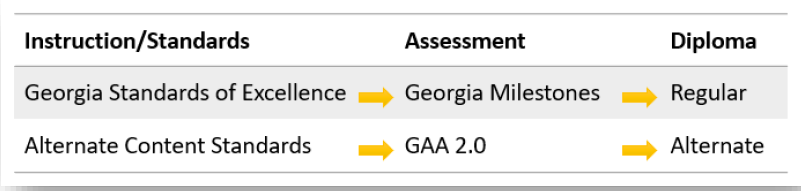 Instruction/Standards Assessment Diploma
Georgia Standards of Excellence Georgia Milestones Regular
Alternate Content Standards GAA 2.0 Alternate